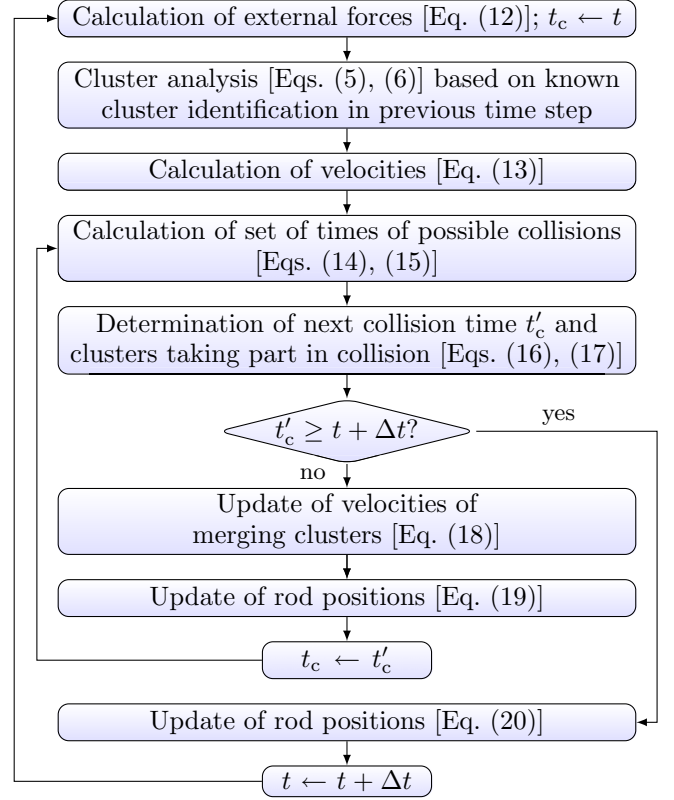 Calculation of external forces [Eq. (12)]; t_c ← t
Cluster analysis [Eqs. (5), (6)] based on known
cluster identification in previous time step
Calculation of velocities [Eq. (13)]
Calculation of set of times of possible collisions
[Eqs. (14), (15)]
Determination of next collision time t′_c and
clusters taking part in collision [Eqs. (16), (17)]
t′_c ≥ t + Δt?
yes
no
Update of velocities of
merging clusters [Eq. (18)]
Update of rod positions [Eq. (19)]
t_c ← t′_c
Update of rod positions [Eq. (20)]
t ← t + Δt